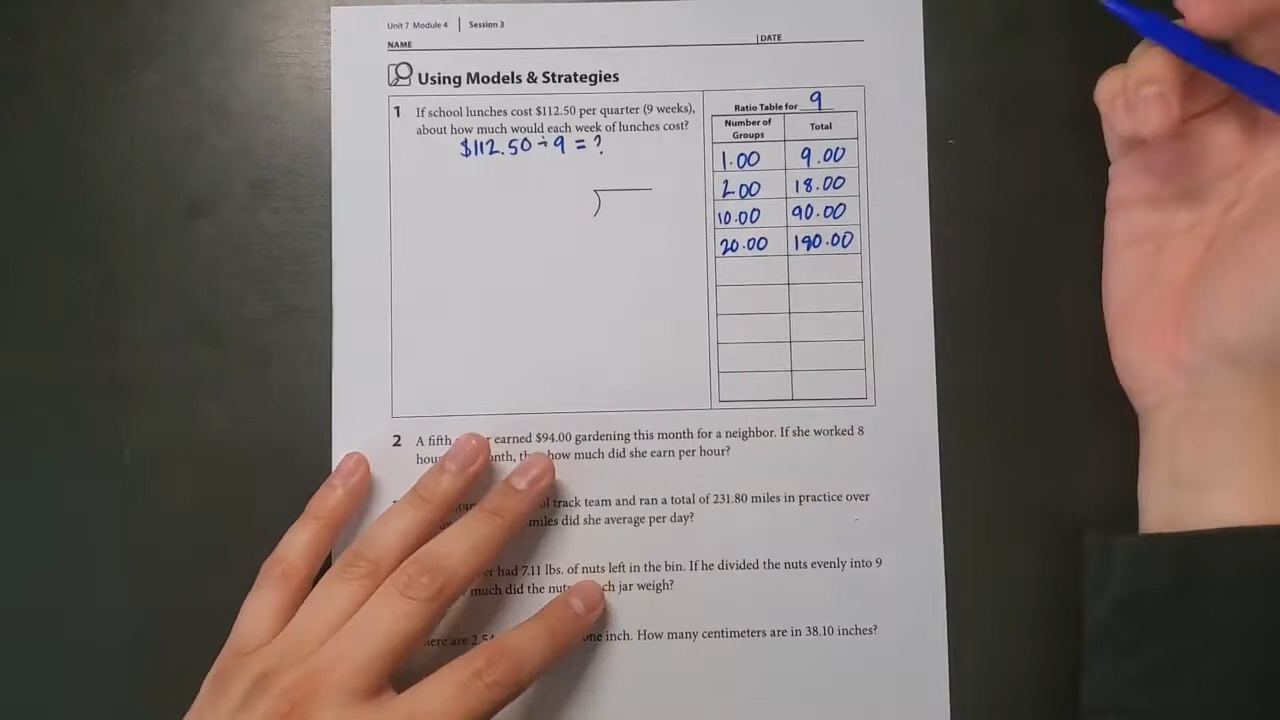 Unit 7 Module 4 | Session 3
NAME | DATE
Using Models & Strategies
1 If school lunches cost $112.50 per quarter (9 weeks),
about how much would each week of lunches cost?
$112.50 ÷ 9 = ?
Ratio Table for 9
Number of Groups Total
1.00 9.00
2.00 18.00
10.00 90.00
20.00 180.00
2 A fifth earned $94.00 gardening this month for a neighbor. If she worked 8
how much did she earn per hour?
track team and ran a total of 231.80 miles in practice over
miles did she average per day?
had 7.11 lbs. of nuts left in the bin. If he divided the nuts evenly into 9
much did the nuts jar weigh?
are inch. How many centimeters are in 38.10 inches?